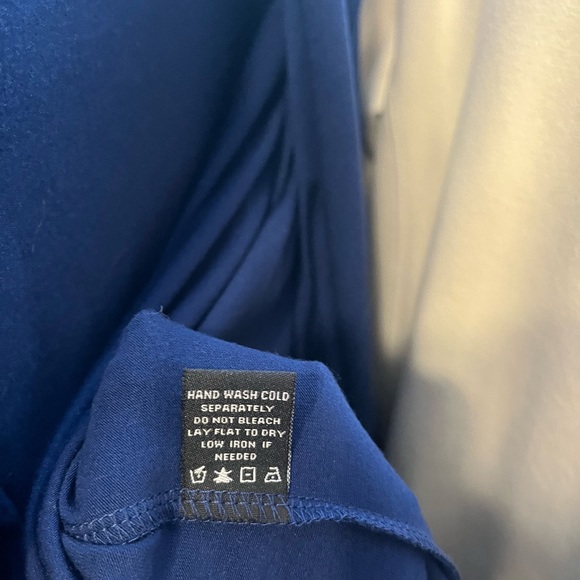 HAND WASH COLD
SEPARATELY
DO NOT BLEACH
LAY FLAT TO DRY
LOW IRON IF
NEEDED